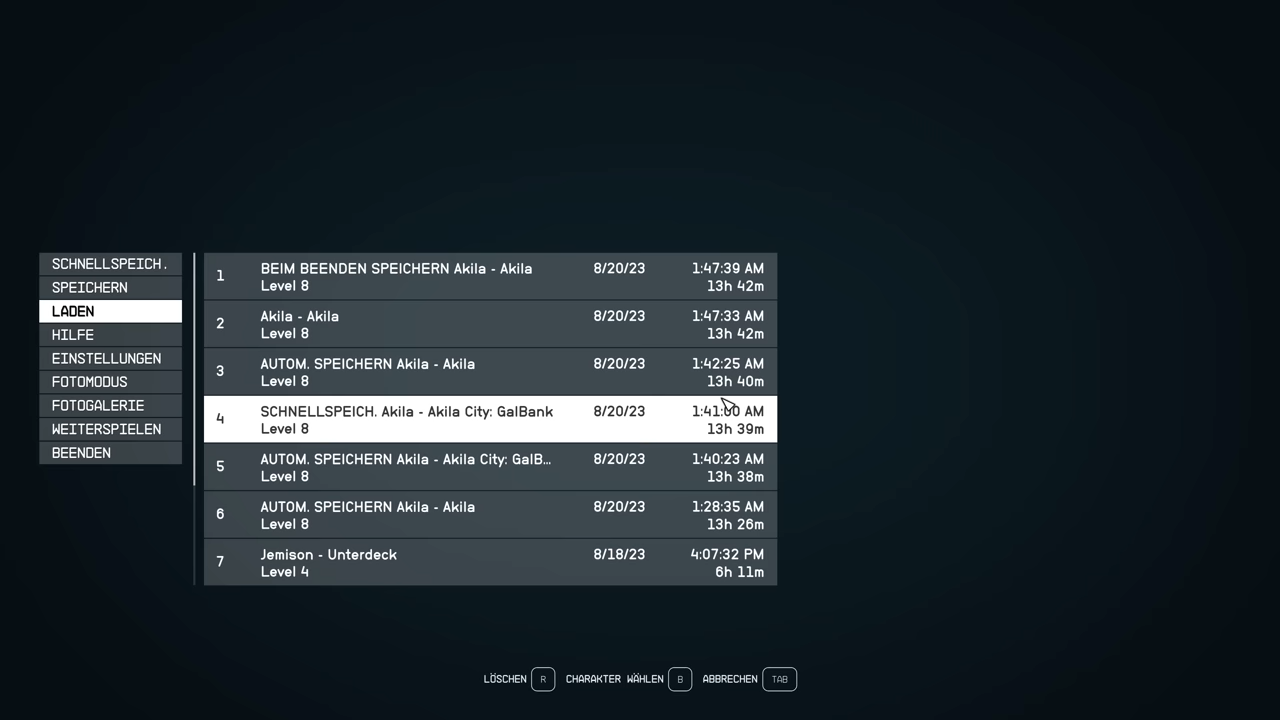 SCHNELLSPEICH.
SPEICHERN
LADEN
HILFE
EINSTELLUNGEN
FOTOMODUS
FOTOGALERIE
WEITERSPIELEN
BEENDEN
1 BEIM BEENDEN SPEICHERN Akila - Akila 8/20/23 1:47:39 AM
Level 8 13h 42m
2 Akila - Akila 8/20/23 1:47:33 AM
Level 8 13h 42m
3 AUTOM. SPEICHERN Akila - Akila 8/20/23 1:42:25 AM
Level 8 13h 40m
4 SCHNELLSPEICH. Akila - Akila City: GalBank 8/20/23 1:41:00 AM
Level 8 13h 39m
5 AUTOM. SPEICHERN Akila - Akila City: GalB... 8/20/23 1:40:23 AM
Level 8 13h 38m
6 AUTOM. SPEICHERN Akila - Akila 8/20/23 1:28:35 AM
Level 8 13h 26m
7 Jemison - Unterdeck 8/18/23 4:07:32 PM
Level 4 6h 11m
LÖSCHEN R CHARAKTER WÄHLEN B ABBRECHEN TAB